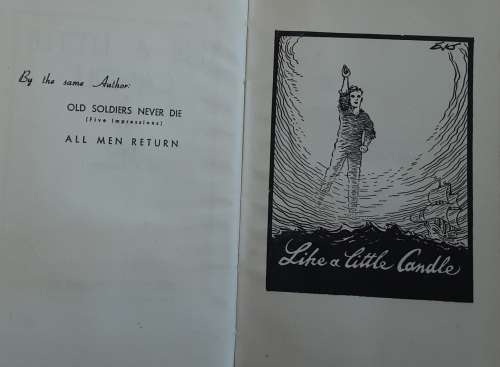 By the same Author:
OLD SOLDIERS NEVER DIE
(Five Impressions)
ALL MEN RETURN
Like a little Candle